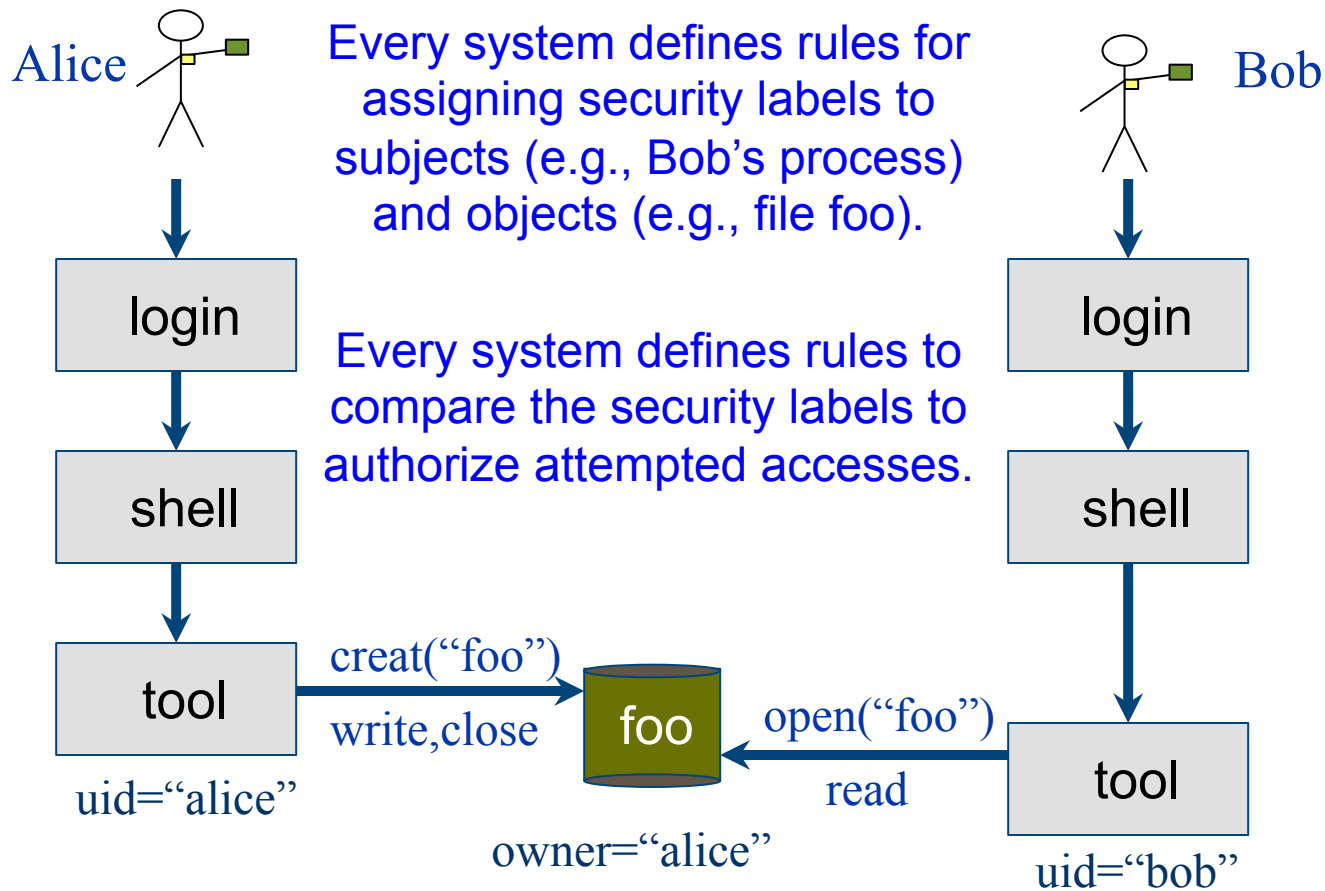 Alice
Every system defines rules for
assigning security labels to
subjects (e.g., Bob’s process)
and objects (e.g., file foo).
Bob
login
login
Every system defines rules to
compare the security labels to
authorize attempted accesses.
shell
shell
tool
creat(“foo”)
write,close
foo
open(“foo”)
read
tool
uid=“alice”
owner=“alice”
uid=“bob”